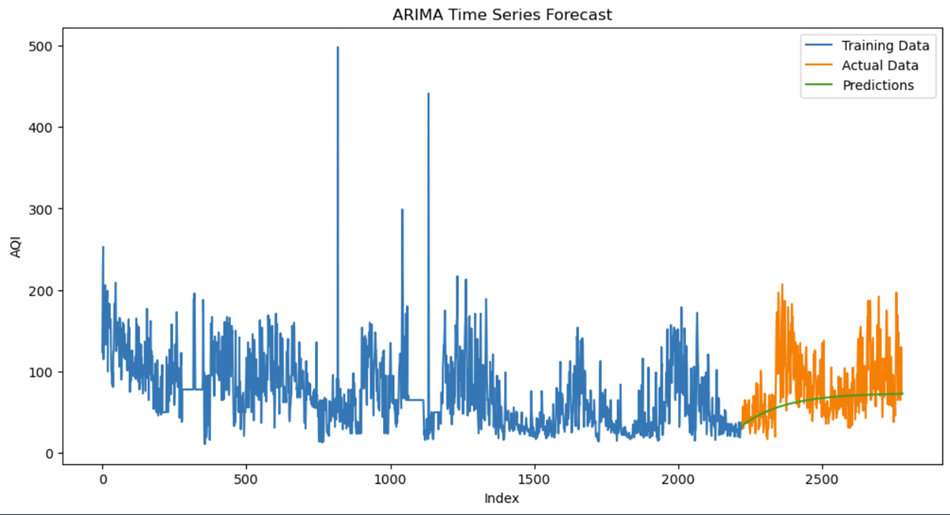 ARIMA Time Series Forecast
Training Data
Actual Data
Predictions
500
400
300
200
100
0
AQI
0 500 1000 1500 2000 2500
Index